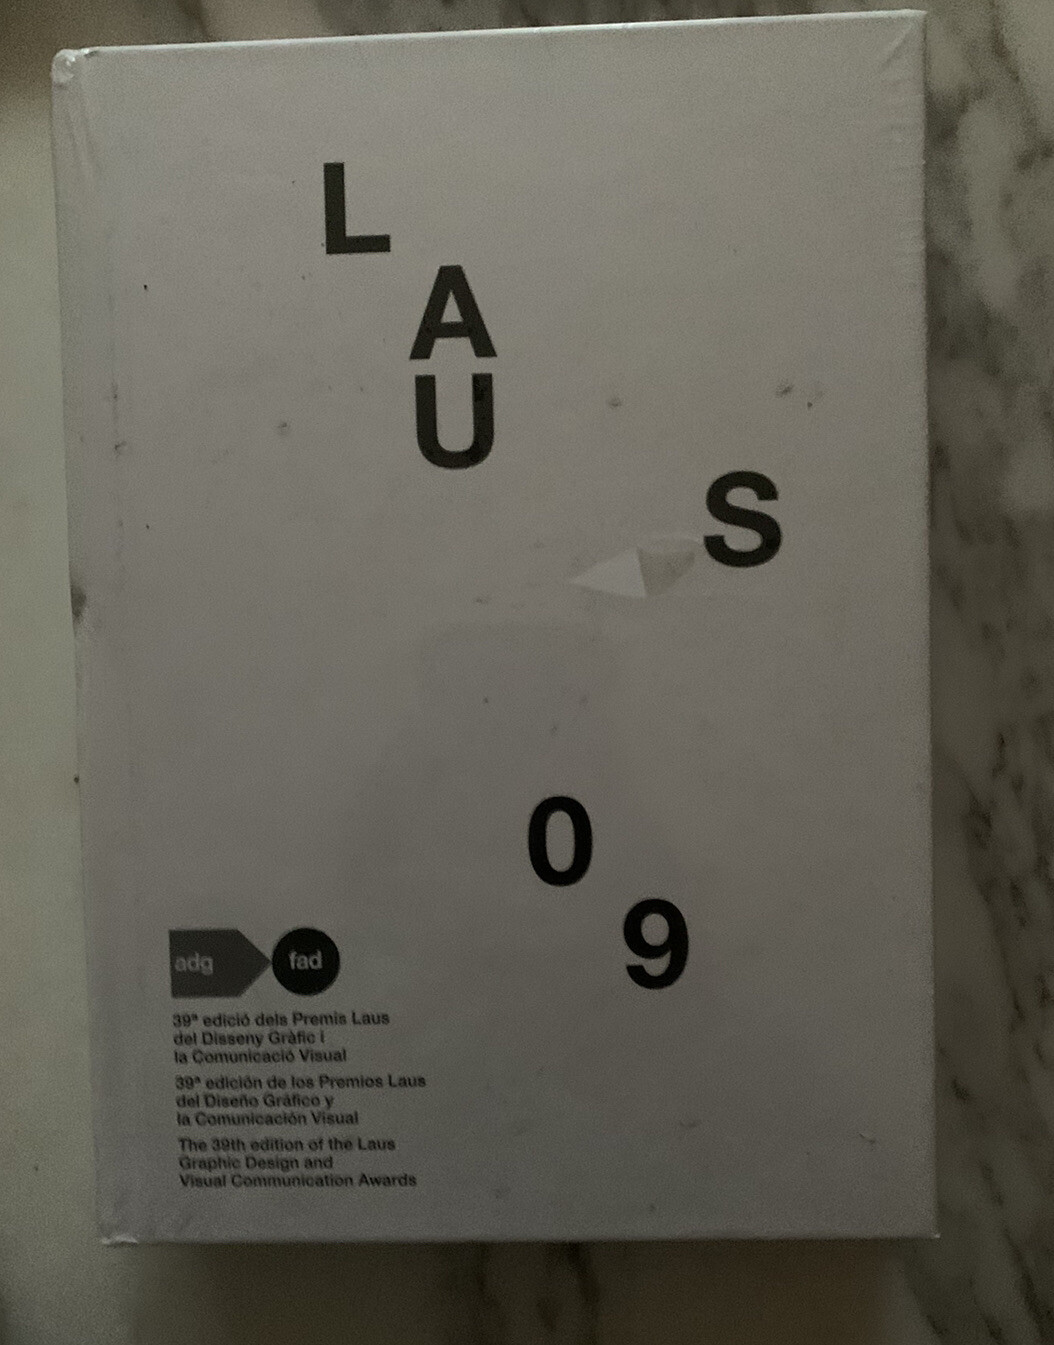 L
A
U
S
0
9
adg fad
39ª edició dels Premis Laus
del Disseny Gràfic i
la Comunicació Visual
39ª edición de los Premios Laus
del Diseño Gráfico y
la Comunicación Visual
The 39th edition of the Laus
Graphic Design and
Visual Communication Awards